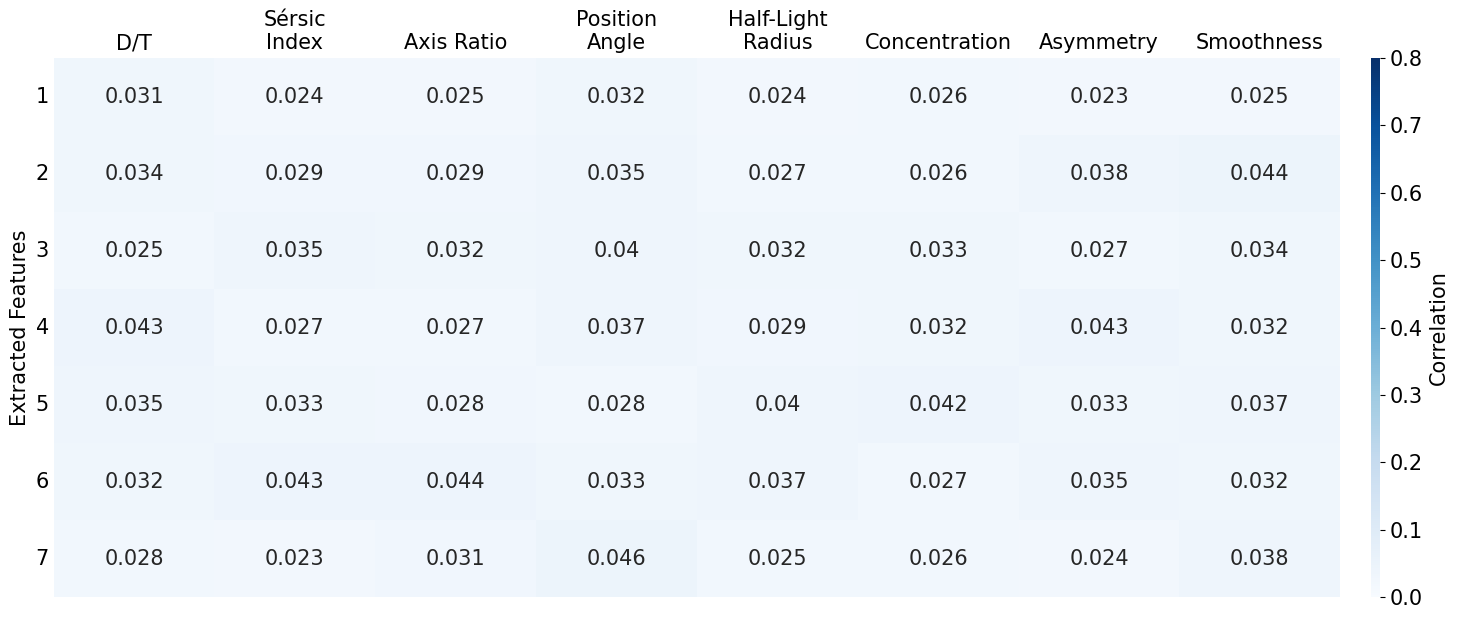 Sérsic
Index
Position
Angle
Half-Light
Radius
D/T
Axis Ratio
Concentration
Asymmetry
Smoothness
1 0.031 0.024 0.025 0.032 0.024 0.026 0.023 0.025
2 0.034 0.029 0.029 0.035 0.027 0.026 0.038 0.044
3 0.025 0.035 0.032 0.04 0.032 0.033 0.027 0.034
4 0.043 0.027 0.027 0.037 0.029 0.032 0.043 0.032
5 0.035 0.033 0.028 0.028 0.04 0.042 0.033 0.037
6 0.032 0.043 0.044 0.033 0.037 0.027 0.035 0.032
7 0.028 0.023 0.031 0.046 0.025 0.026 0.024 0.038
Extracted Features
0.8
0.7
0.6
0.5
0.4
0.3
0.2
0.1
0.0
Correlation